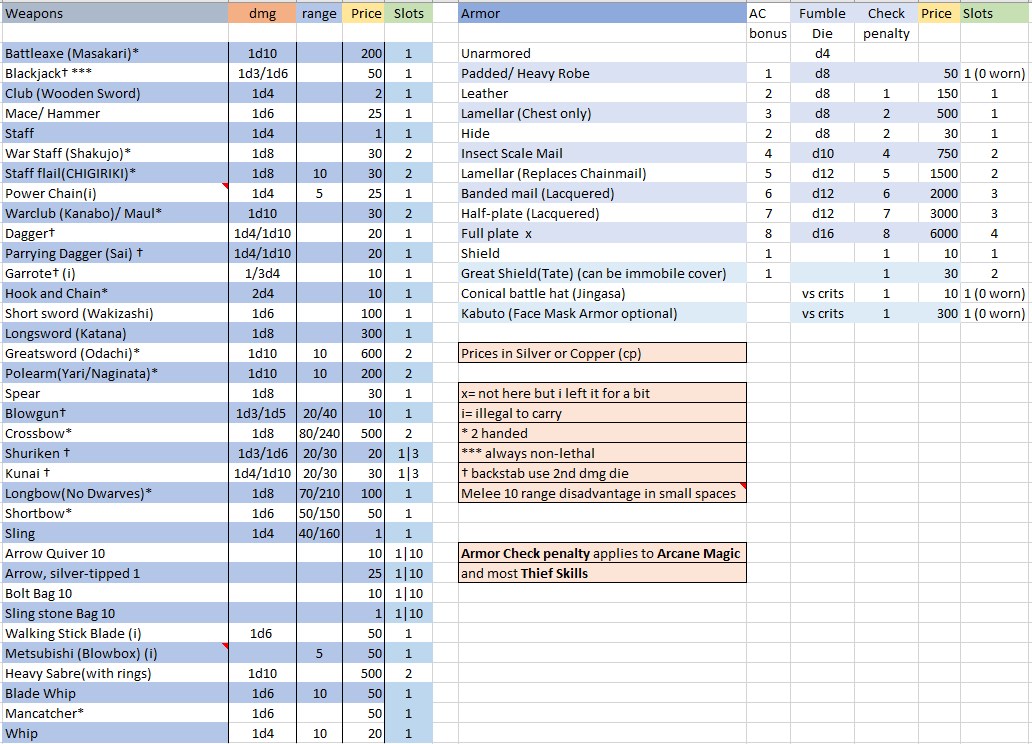 Weapons dmg range Price Slots Armor AC Fumble Check Price Slots
bonus Die penalty
Battleaxe (Masakari)* 1d10 200 1 Unarmored d4
Blackjack† *** 1d3/1d6 50 1 Padded/ Heavy Robe 1 d8 50 1 (0 worn)
Club (Wooden Sword) 1d4 2 1 Leather 2 d8 1 150 1
Mace/ Hammer 1d6 25 1 Lamellar (Chest only) 3 d8 2 500 1
Staff 1d4 1 1 Hide 2 d8 2 30 1
War Staff (Shakujo)* 1d8 30 2 Insect Scale Mail 4 d10 4 750 2
Staff flail(CHIGIRIKI)* 1d8 10 30 2 Lamellar (Replaces Chainmail) 5 d12 5 1500 2
Power Chain(i) 1d4 5 25 1 Banded mail (Lacquered) 6 d12 6 2000 3
Warclub (Kanabo)/ Maul* 1d10 30 2 Half-plate (Lacquered) 7 d12 7 3000 3
Dagger† 1d4/1d10 20 1 Full plate x 8 d16 8 6000 4
Parrying Dagger (Sai) † 1d4/1d10 20 1 Shield 1 1 10 1
Garrote† (i) 1/3d4 10 1 Great Shield(Tate) (can be immobile cover) 1 1 30 2
Hook and Chain* 2d4 10 1 Conical battle hat (Jingasa) vs crits 1 10 1 (0 worn)
Short sword (Wakizashi) 1d6 100 1 Kabuto (Face Mask Armor optional) vs crits 1 300 1 (0 worn)
Longsword (Katana) 1d8 300 1
Greatsword (Odachi)* 1d10 10 600 2 Prices in Silver or Copper (cp)
Polearm(Yari/Naginata)* 1d10 10 200 2
Spear 1d8 30 1 x= not here but i left it for a bit
Blowgun† 1d3/1d5 20/40 10 1 i= illegal to carry
Crossbow* 1d8 80/240 500 2 * 2 handed
Shuriken † 1d3/1d6 20/30 20 1|3 *** always non-lethal
Kunai † 1d4/1d10 20/30 30 1|3 † backstab use 2nd dmg die
Longbow(No Dwarves)* 1d8 70/210 100 1 Melee 10 range disadvantage in small spaces
Shortbow* 1d6 50/150 50 1
Sling 1d4 40/160 1 1
Arrow Quiver 10 10 1|10 Armor Check penalty applies to Arcane Magic
Arrow, silver-tipped 1 25 1|10 and most Thief Skills
Bolt Bag 10 10 1|10
Sling stone Bag 10 1 1|10
Walking Stick Blade (i) 1d6 50 1
Metsubishi (Blowbox) (i) 5 50 1
Heavy Sabre(with rings) 1d10 500 2
Blade Whip 1d6 10 50 1
Mancatcher* 1d6 50 1
Whip 1d4 10 20 1